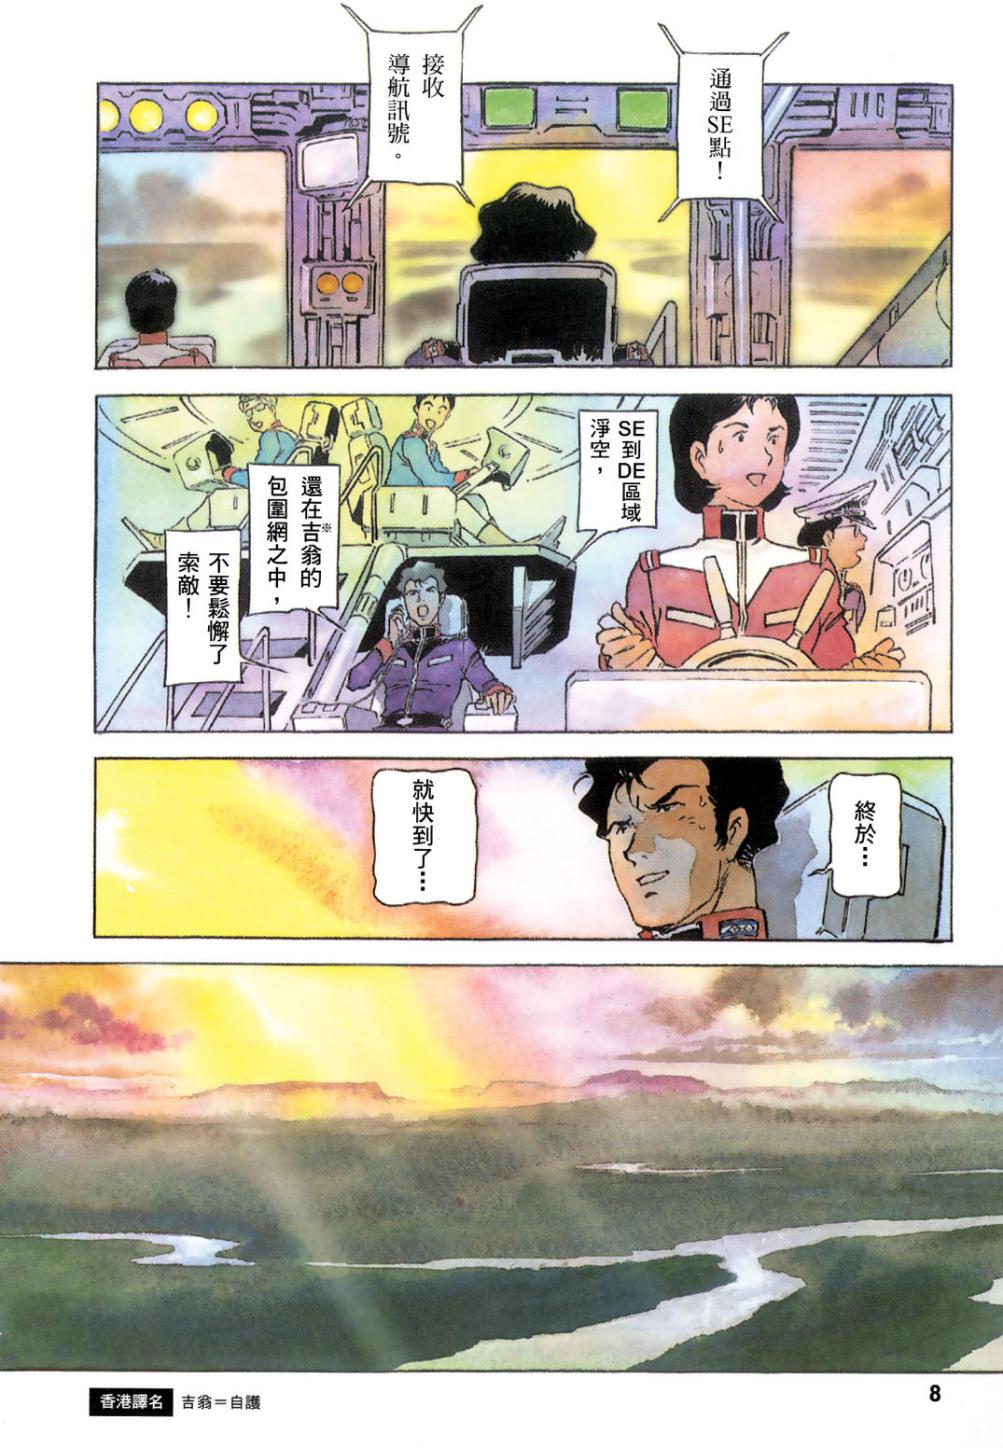 通過SE點！
接收
導航訊號。
SE到DE區域
淨空，
還在吉翁※的
包圍網之中，
不要鬆懈了
索敵！
終於…
就快到了…
香港譯名 吉翁＝自護
8